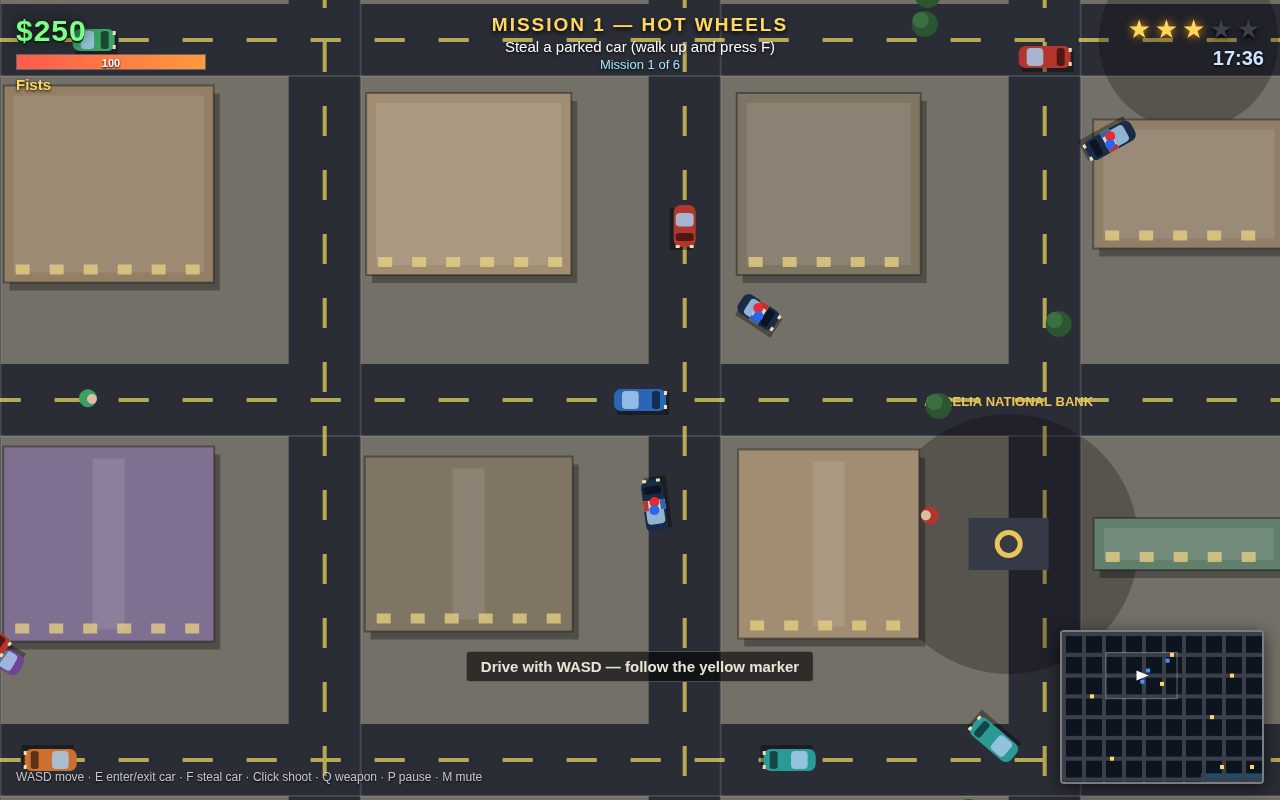 $250
100
Fists
MISSION 1 — HOT WHEELS
Steal a parked car (walk up and press F)
Mission 1 of 6
17:36
ELIA NATIONAL BANK
Drive with WASD — follow the yellow marker
WASD move · E enter/exit car · F steal car · Click shoot · Q weapon · P pause · M mute